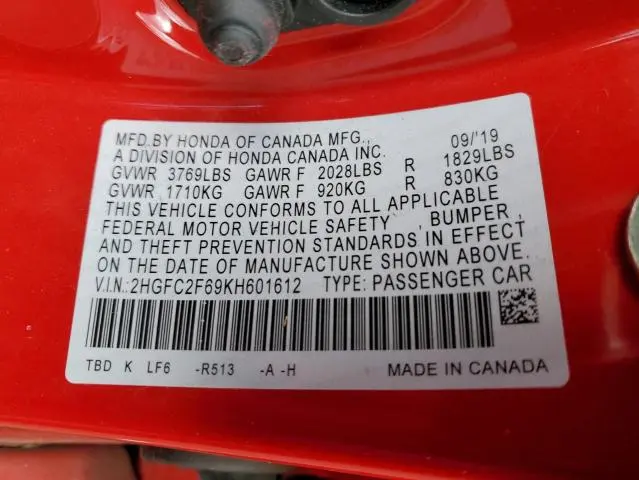 MFD.BY HONDA OF CANADA MFG., 09/'19
A DIVISION OF HONDA CANADA INC.
GVWR 3769LBS GAWR F 2028LBS R 1829LBS
GVWR 1710KG GAWR F 920KG R 830KG
THIS VEHICLE CONFORMS TO ALL APPLICABLE
FEDERAL MOTOR VEHICLE SAFETY , BUMPER ,
AND THEFT PREVENTION STANDARDS IN EFFECT
ON THE DATE OF MANUFACTURE SHOWN ABOVE.
V.I.N.:2HGFC2F69KH601612 TYPE: PASSENGER CAR
TBD K LF6 -R513 -A -H MADE IN CANADA